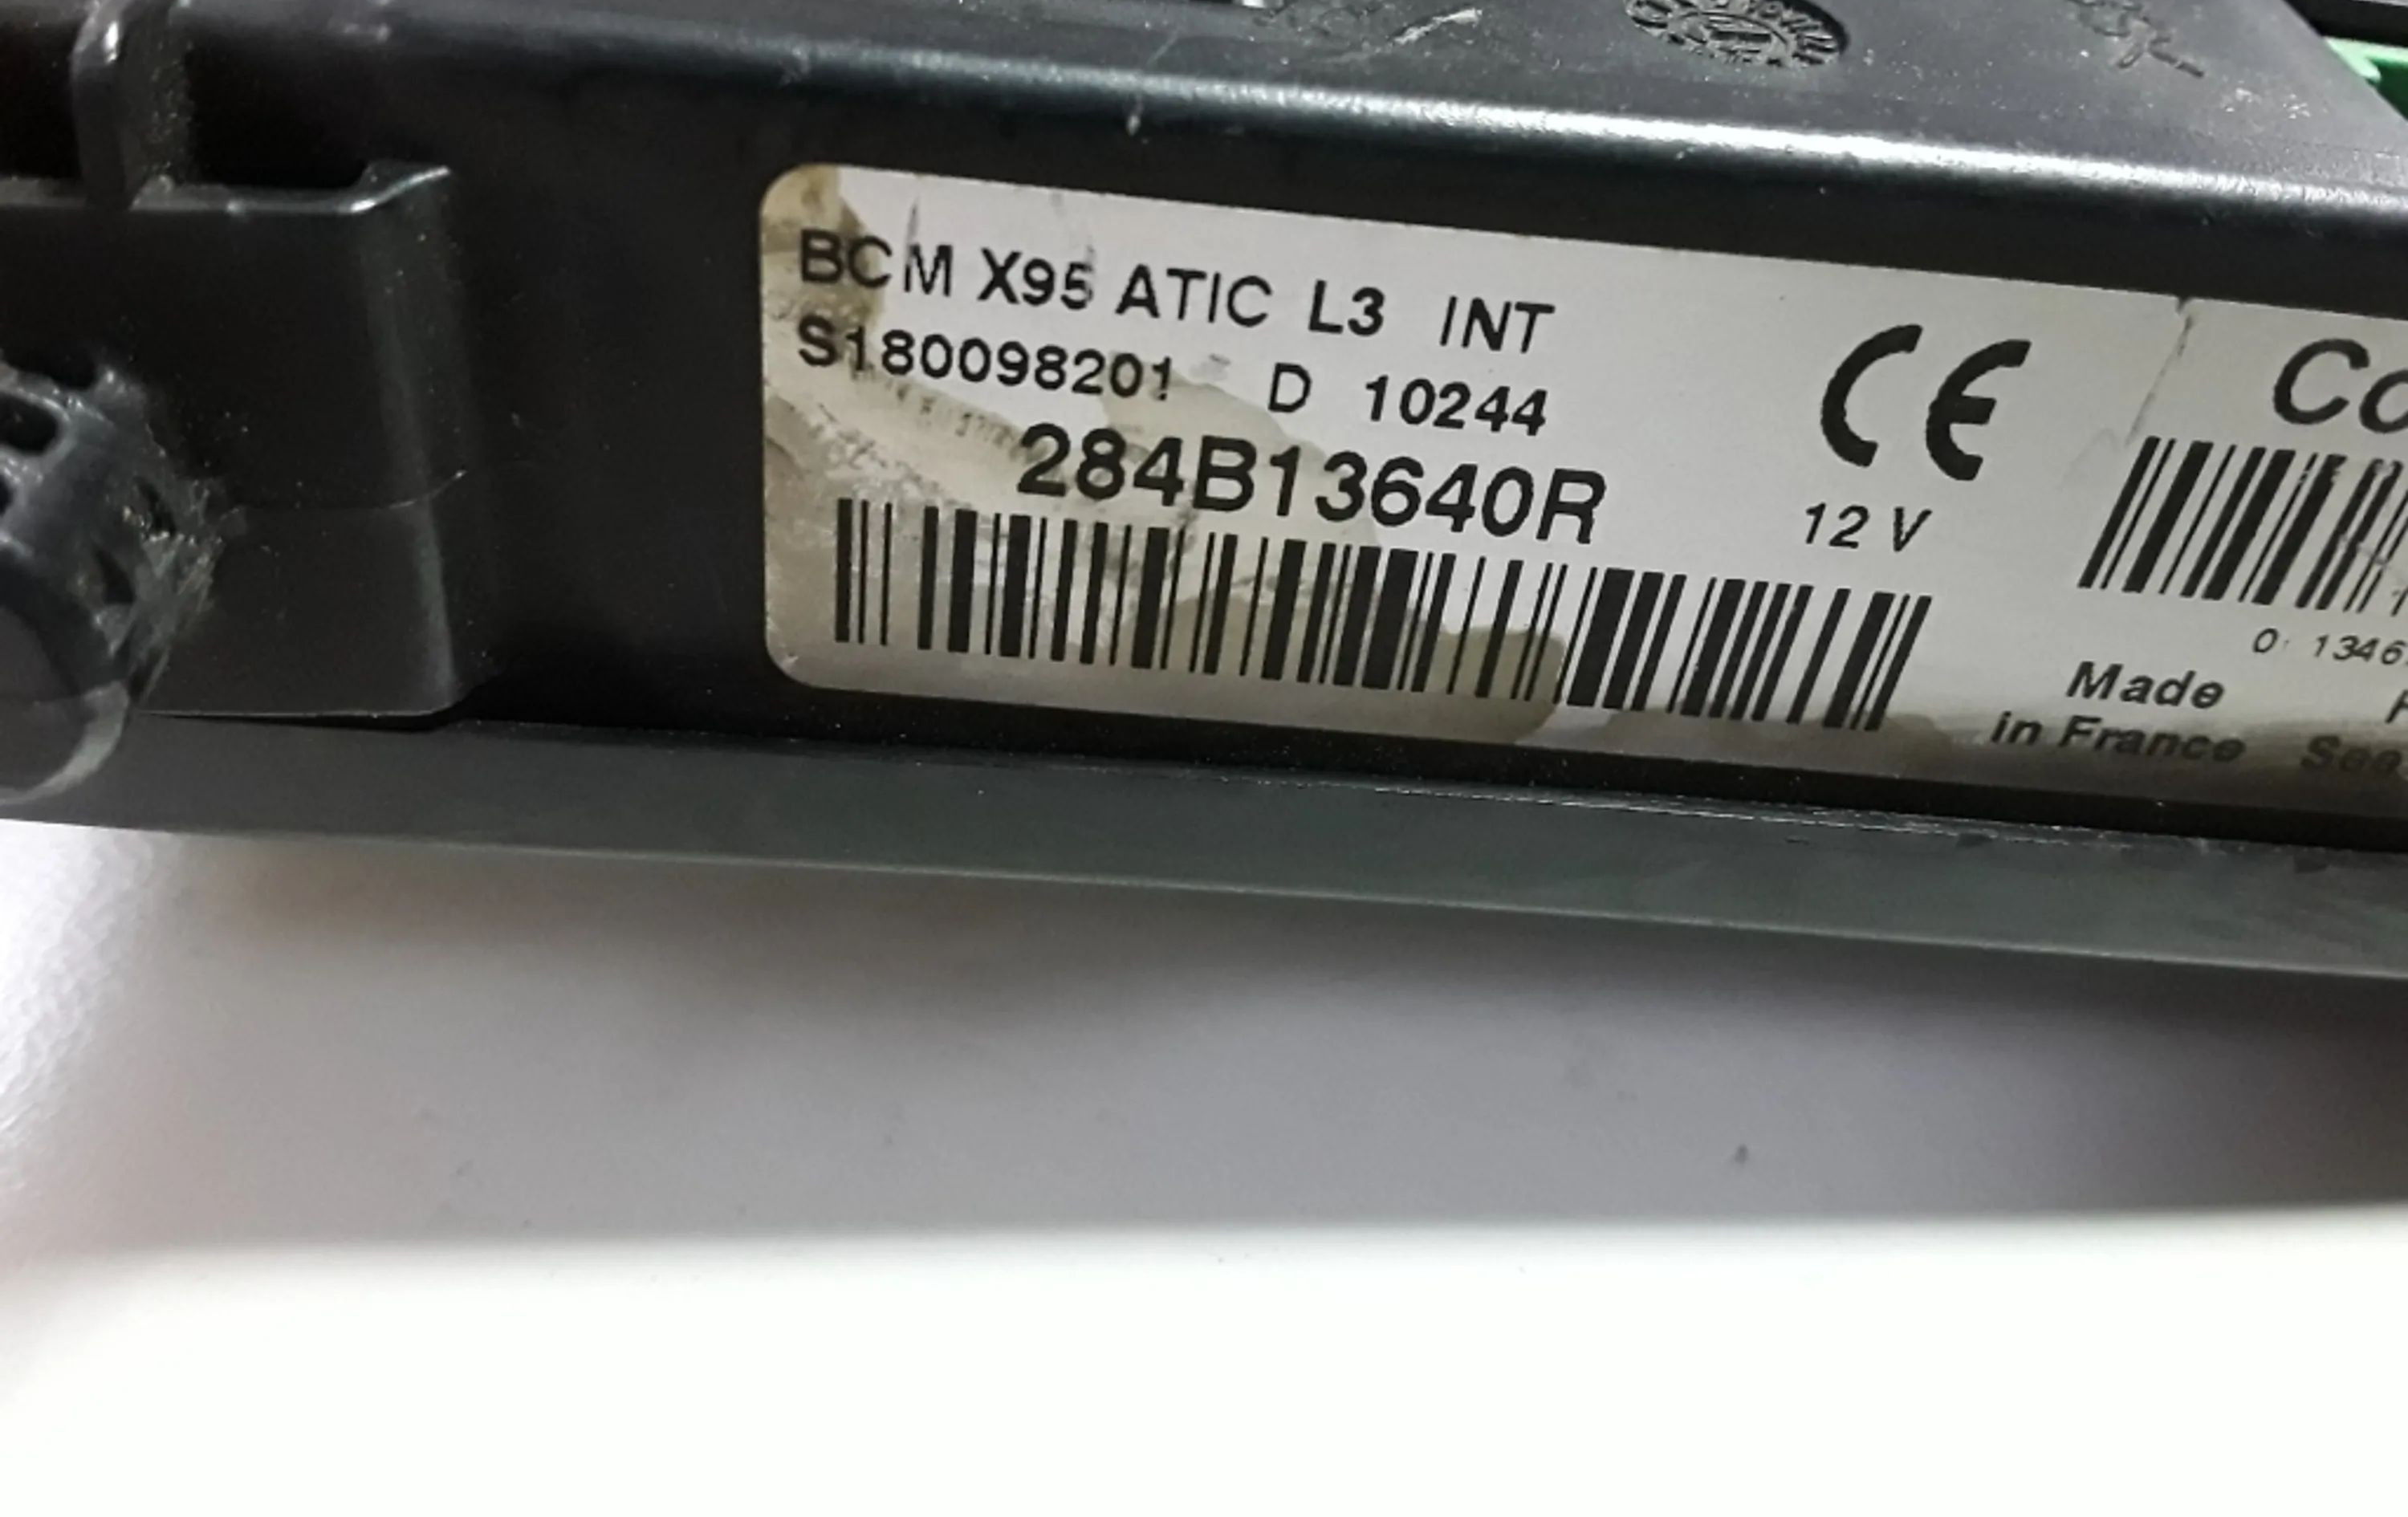 BCM X95 ATIC L3 INT
S180098201 D 10244
284B13640R
CE
12 V
Made
in France